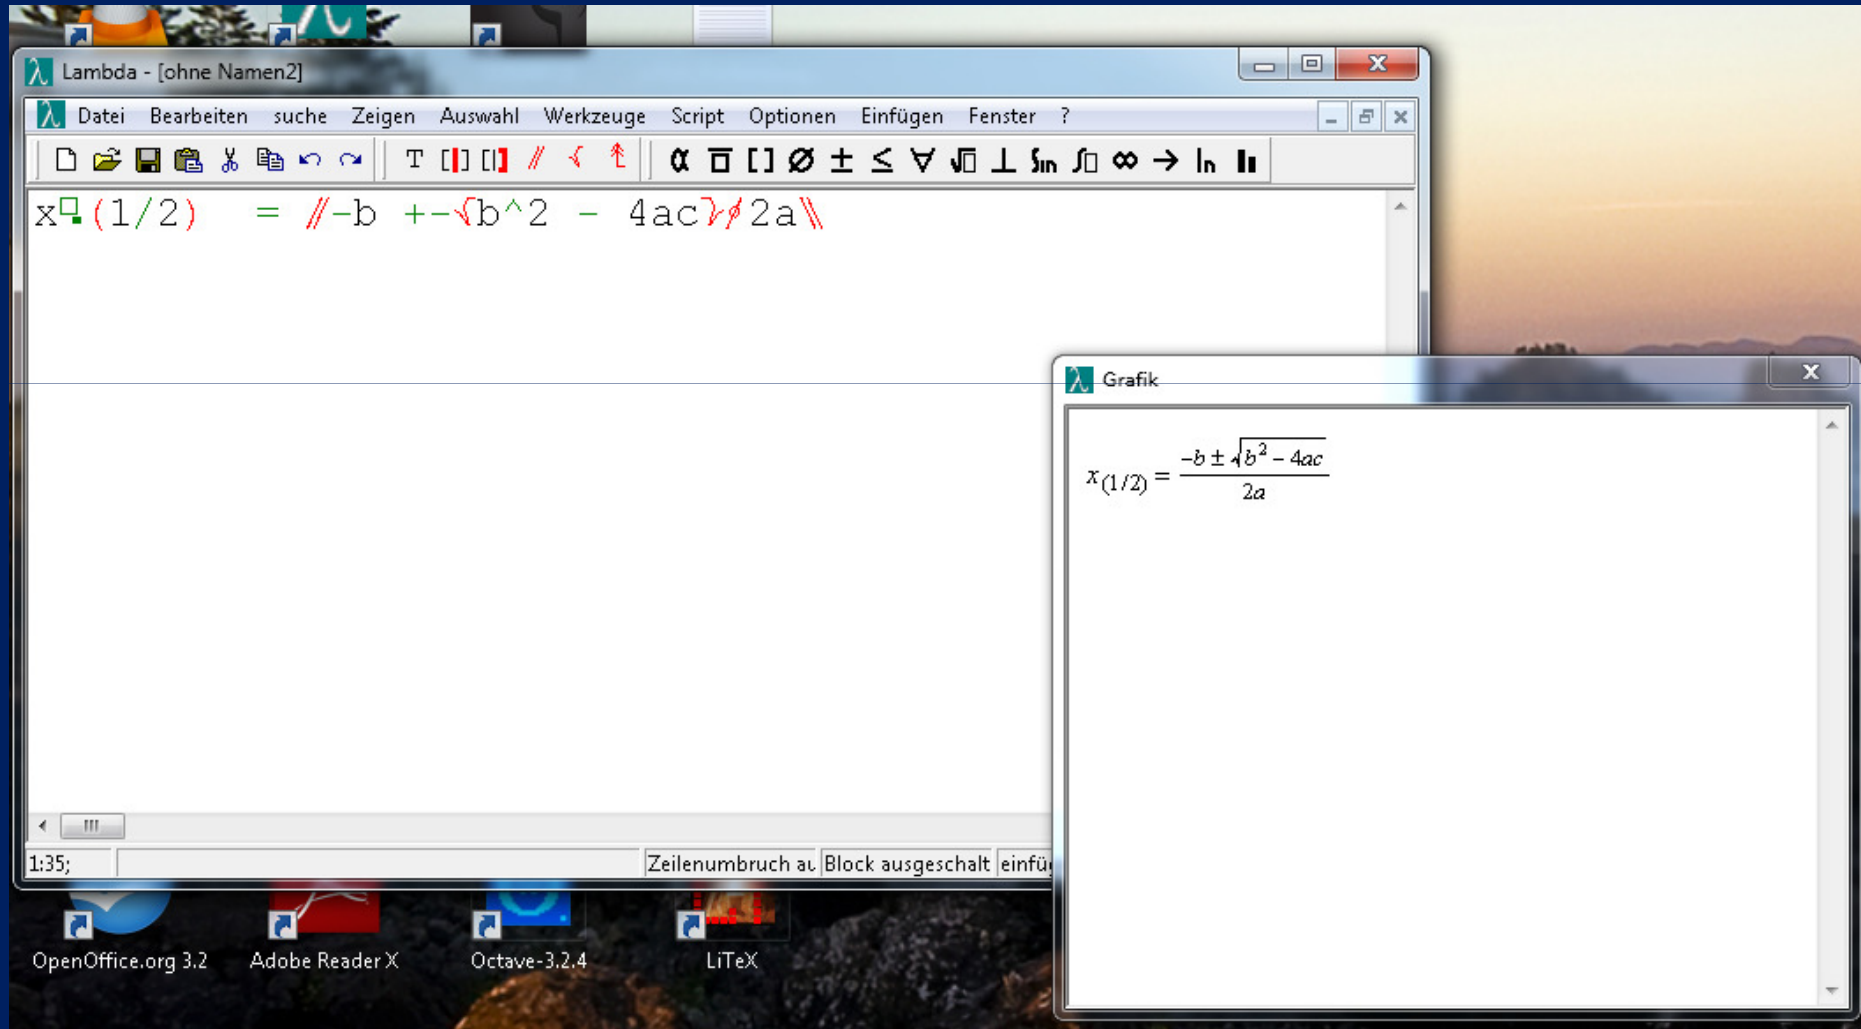 Lambda - [ohne Namen2]
Datei Bearbeiten suche Zeigen Auswahl Werkzeuge Script Optionen Einfügen Fenster ?
T [|] [|] // √ α [] ∅ ± ≤ ∀ √ ⊥ Sin ∫ ∞ → ln
x (1/2) = //-b +-√b^2 - 4ac}/2a\\
Grafik
x(1/2) = -b ± √b² - 4ac
2a
1:35; Zeilenumbruch au Block ausgeschalt einfü
OpenOffice.org 3.2 Adobe Reader X Octave-3.2.4 LiTeX